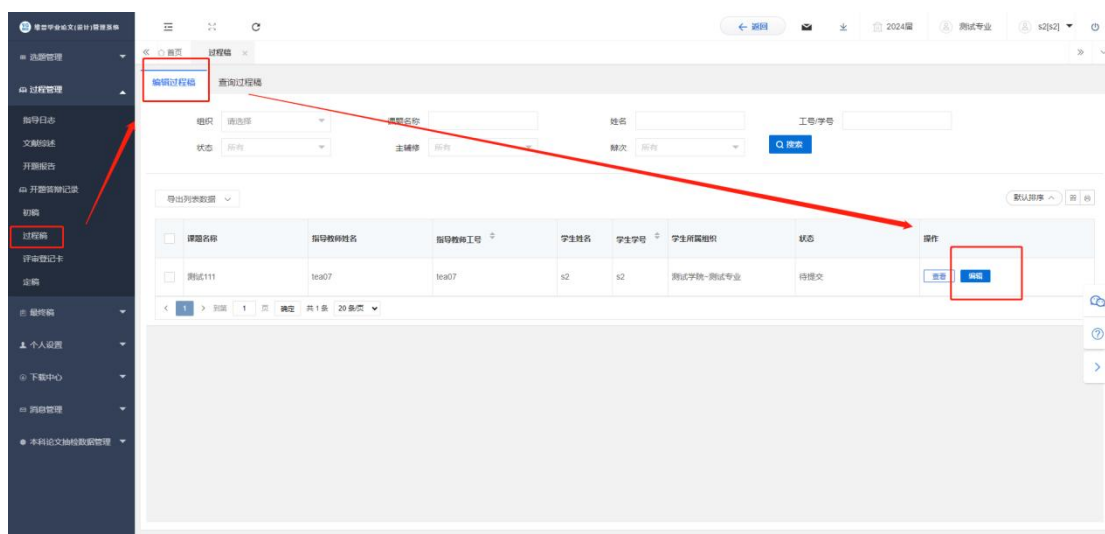 维普毕业论文(设计)管理系统
返回
2024届
测试专业
s2[s2]
选题管理
首页
过程稿
过程管理
编辑过程稿
查询过程稿
指导日志
组织
请选择
课题名称
姓名
工号/学号
文献综述
状态
所有
主辅修
所有
届次
所有
搜索
开题报告
开题答辩记录
导出列表数据
默认排序
初稿
过程稿
课题名称
指导教师姓名
指导教师工号
学生姓名
学生学号
学生所属组织
状态
操作
评审登记卡
定稿
测试111
tea07
tea07
s2
s2
测试学院-测试专业
待提交
查看
编辑
最终稿
1
到第
1
页
确定
共 1 条
20 条/页
个人设置
下载中心
消息管理
本科论文抽检数据管理